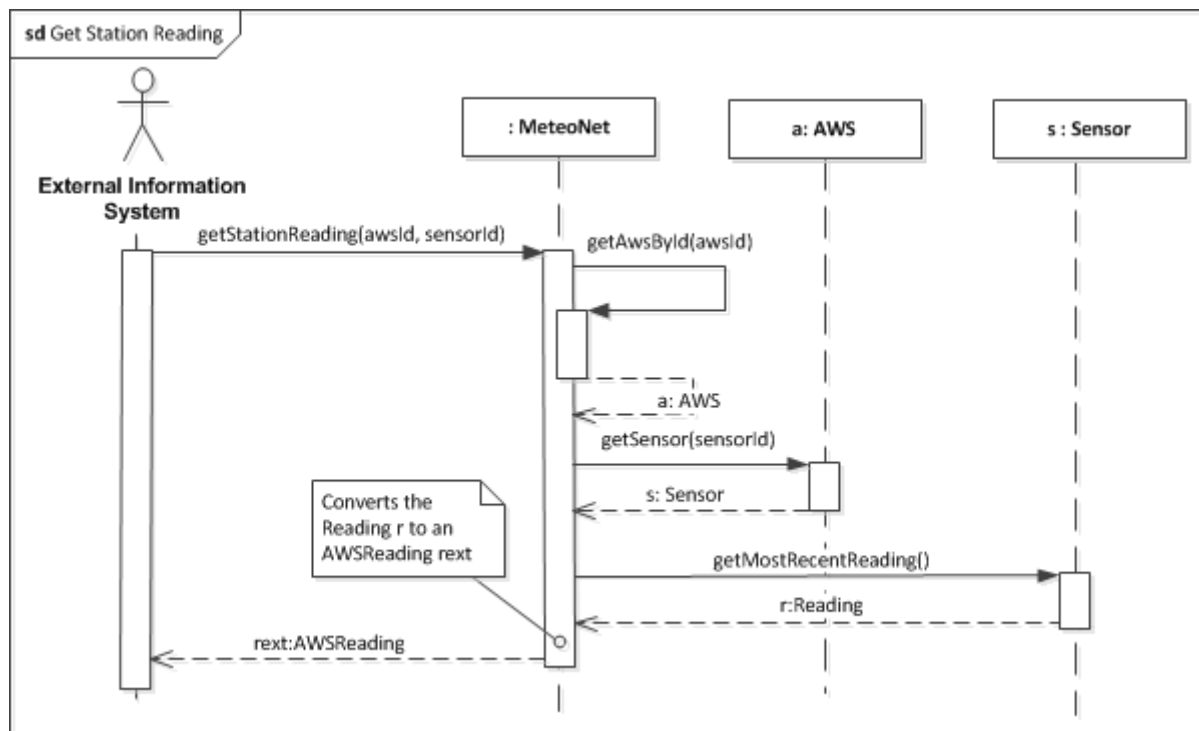 sd Get Station Reading
: MeteoNet
a: AWS
s : Sensor
External Information
System
getStationReading(awsId, sensorId)
getAwsById(awsId)
a: AWS
getSensor(sensorId)
s: Sensor
Converts the
Reading r to an
AWSReading rext
getMostRecentReading()
r:Reading
rext:AWSReading